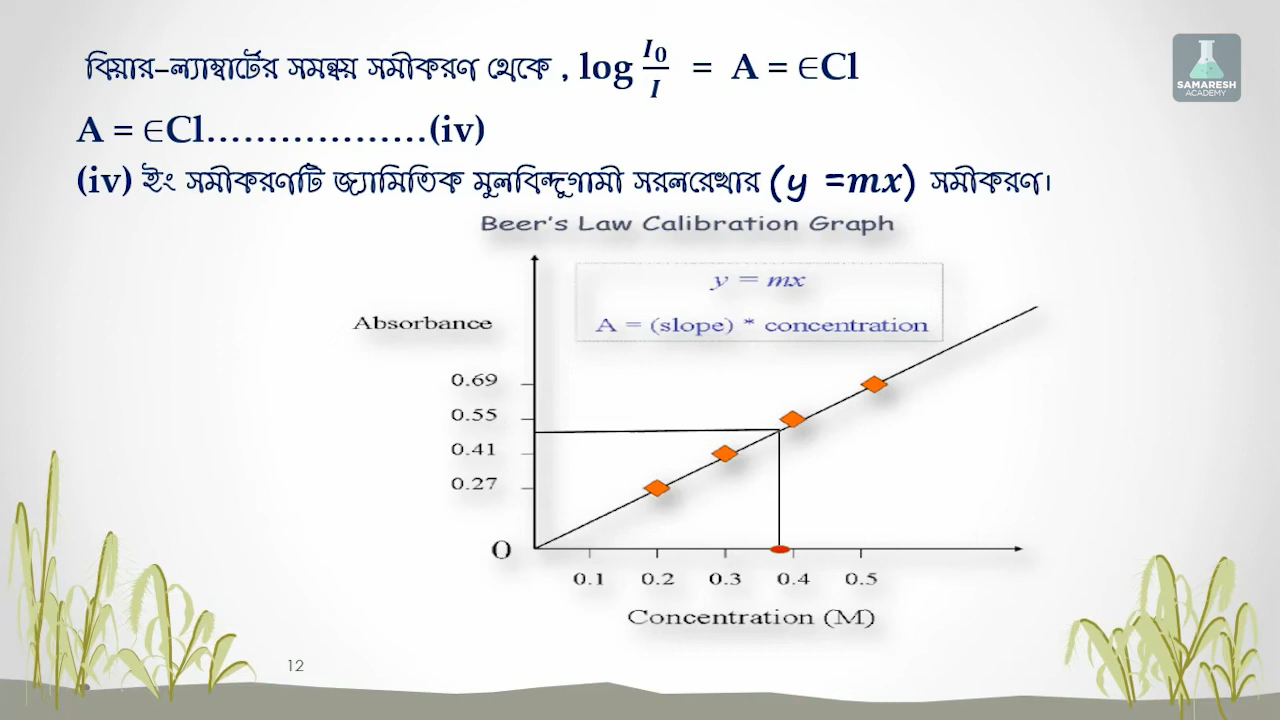 বিয়ার-ল্যাম্বার্টের সমন্বয় সমীকরণ থেকে , log I₀/I = A = ∈Cl
SAMARESH
ACADEMY
A = ∈Cl..................(iv)
(iv) ইং সমীকরণটি জ্যামিতিক মুলবিন্দুগামী সরলরেখার (y =mx) সমীকরণ।
Beer's Law Calibration Graph
y = mx
A = (slope) * concentration
Absorbance
0.69
0.55
0.41
0.27
0
0.1 0.2 0.3 0.4 0.5
Concentration (M)
12